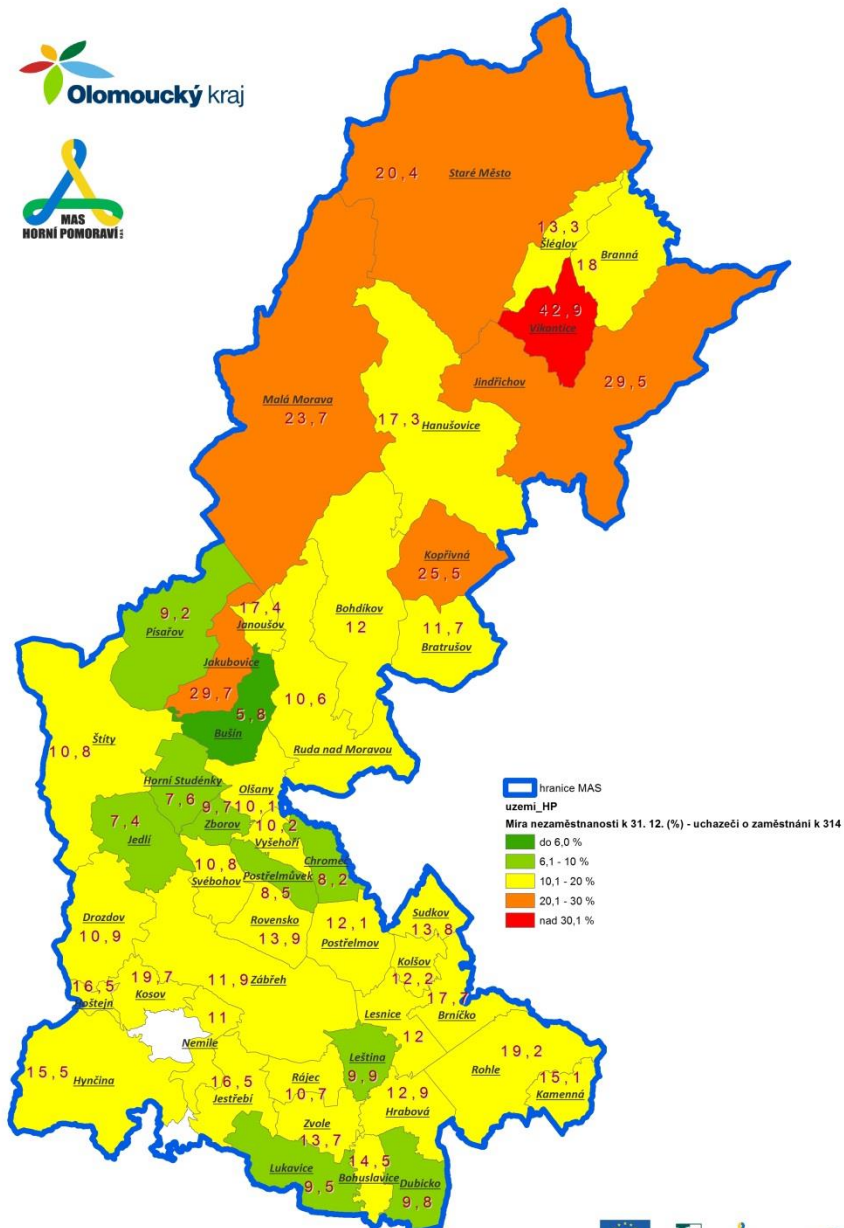 Olomoucký kraj
MAS
HORNÍ POMORAVÍ
20,4
Staré Město
13,3
Šléglov
Branná
18
42,9
Vikantice
Jindřichov
29,5
Malá Morava
23,7
17,3
Hanušovice
Kopřivná
25,5
9,2
Písařov
17,4
Janoušov
Bohdíkov
12
11,7
Bratrušov
Jakubovice
29,7
5,8
Bušín
10,6
Ruda nad Moravou
10,8
Štíty
Horní Studénky
7,6
Olšany
10,1
9,7
Zborov
7,4
Jedlí
10,2
Vyšehoří
Chromeč
8,2
10,8
Svébohov
Postřelmůvek
8,5
Rovensko
13,9
12,1
Postřelmov
Sudkov
13,8
Drozdov
10,9
Kolšov
12,2
16,5
Hoštejn
19,7
Kosov
11,9
Zábřeh
17,7
Brníčko
Lesnice
12
11
Nemile
Leština
9,9
19,2
Rohle
15,5
Hynčina
16,5
Jestřebí
Rájec
10,7
12,9
Hrabová
15,1
Kamenná
Zvole
13,7
Lukavice
9,5
14,5
Bohuslavice
Dubicko
9,8
hranice MAS
uzemi_HP
Míra nezaměstnanosti k 31. 12. (%) - uchazeči o zaměstnáni k 314
do 6,0 %
6,1 - 10 %
10,1 - 20 %
20,1 - 30 %
nad 30,1 %